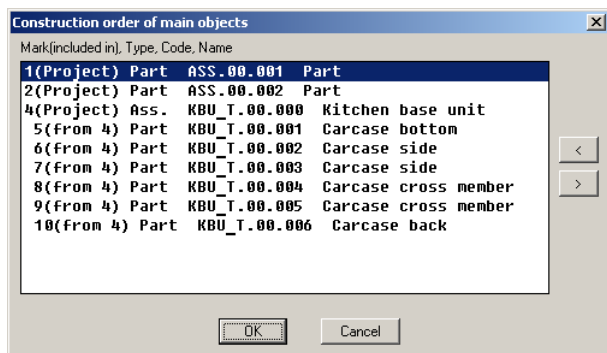 Construction order of main objects
Mark(included in), Type, Code, Name
1(Project) Part ASS.00.001 Part
2(Project) Part ASS.00.002 Part
4(Project) Ass. KBU_T.00.000 Kitchen base unit
5(from 4) Part KBU_T.00.001 Carcase bottom
6(from 4) Part KBU_T.00.002 Carcase side
7(from 4) Part KBU_T.00.003 Carcase side
8(from 4) Part KBU_T.00.004 Carcase cross member
9(from 4) Part KBU_T.00.005 Carcase cross member
10(from 4) Part KBU_T.00.006 Carcase back
<
>
OK
Cancel